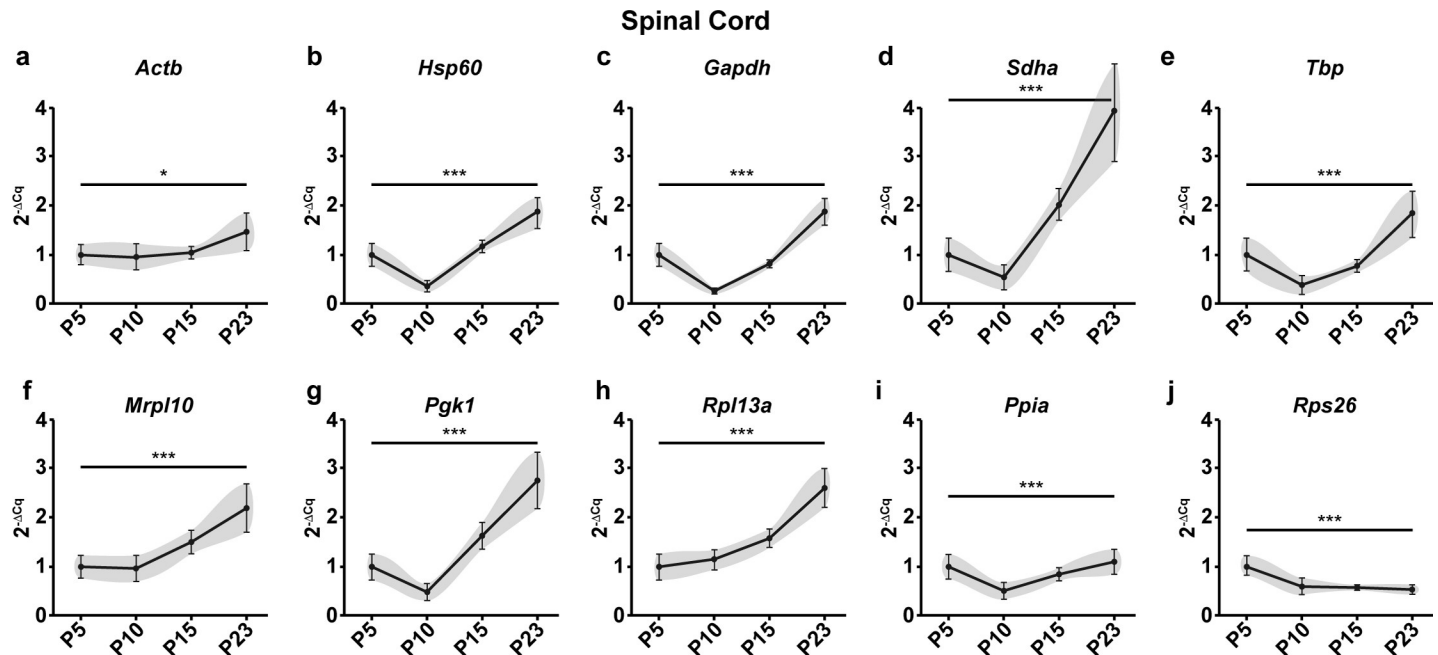 Spinal Cord
a Actb
4
3
2
1
0
2-ΔCq
*
P5 P10 P15 P23
b Hsp60
4
3
2
1
0
2-ΔCq
***
P5 P10 P15 P23
c Gapdh
4
3
2
1
0
2-ΔCq
***
P5 P10 P15 P23
d Sdha
4
3
2
1
0
2-ΔCq
***
P5 P10 P15 P23
e Tbp
4
3
2
1
0
2-ΔCq
***
P5 P10 P15 P23
f Mrpl10
4
3
2
1
0
2-ΔCq
***
P5 P10 P15 P23
g Pgk1
4
3
2
1
0
2-ΔCq
***
P5 P10 P15 P23
h Rpl13a
4
3
2
1
0
2-ΔCq
***
P5 P10 P15 P23
i Ppia
4
3
2
1
0
2-ΔCq
***
P5 P10 P15 P23
j Rps26
4
3
2
1
0
2-ΔCq
***
P5 P10 P15 P23